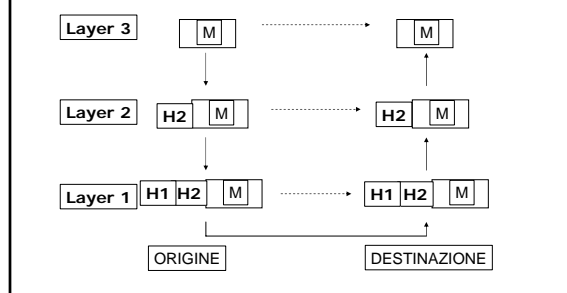 Layer 3 M M
Layer 2 H2 M H2 M
Layer 1 H1 H2 M H1 H2 M
ORIGINE DESTINAZIONE